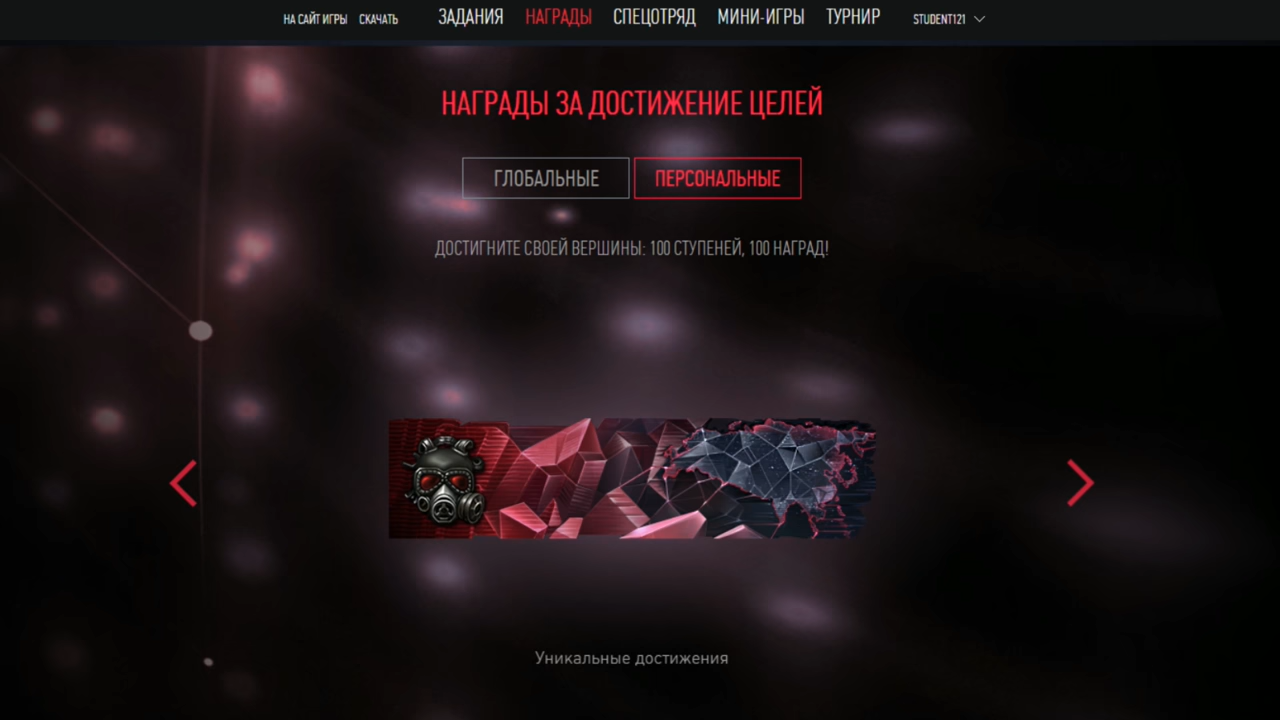 НА САЙТ ИГРЫ СКАЧАТЬ ЗАДАНИЯ НАГРАДЫ СПЕЦОТРЯД МИНИ-ИГРЫ ТУРНИР STUDENT121
НАГРАДЫ ЗА ДОСТИЖЕНИЕ ЦЕЛЕЙ
ГЛОБАЛЬНЫЕ ПЕРСОНАЛЬНЫЕ
ДОСТИГНИТЕ СВОЕЙ ВЕРШИНЫ: 100 СТУПЕНЕЙ, 100 НАГРАД!
Уникальные достижения